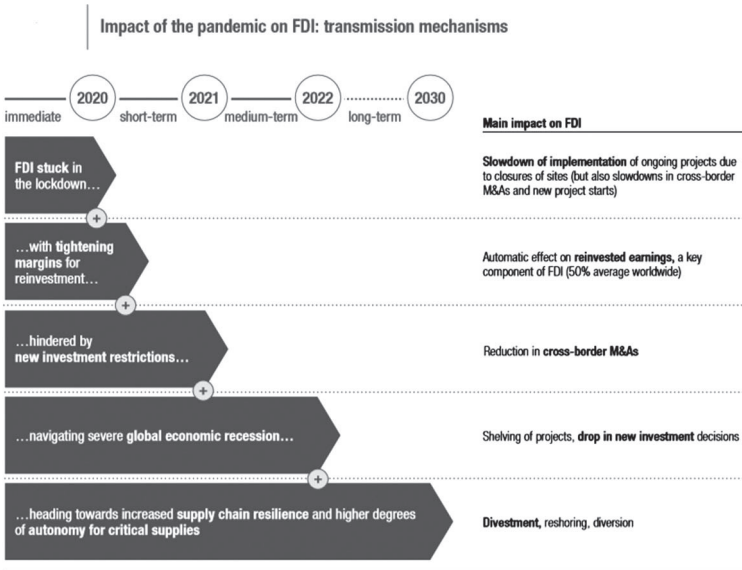 Impact of the pandemic on FDI: transmission mechanisms
2020
2021
2022
2030
immediate
short-term
medium-term
long-term
Main impact on FDI
FDI stuck in
the lockdown…
Slowdown of implementation of ongoing projects due
to closures of sites (but also slowdowns in cross-border
M&As and new project starts)
+
…with tightening
margins for
reinvestment…
Automatic effect on reinvested earnings, a key
component of FDI (50% average worldwide)
+
…hindered by
new investment restrictions…
Reduction in cross-border M&As
+
…navigating severe global economic recession…
Shelving of projects, drop in new investment decisions
+
…heading towards increased supply chain resilience and higher degrees
of autonomy for critical supplies
Divestment, reshoring, diversion